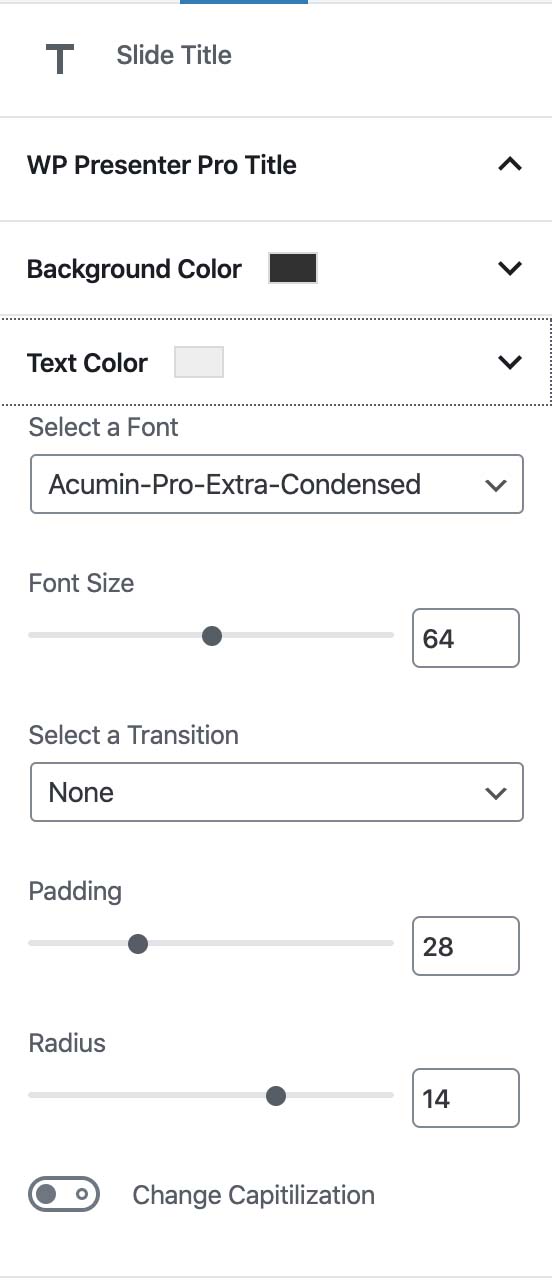 Slide Title
WP Presenter Pro Title
Background Color
Text Color
Select a Font
Acumin-Pro-Extra-Condensed
Font Size
64
Select a Transition
None
Padding
28
Radius
14
Change Capitilization